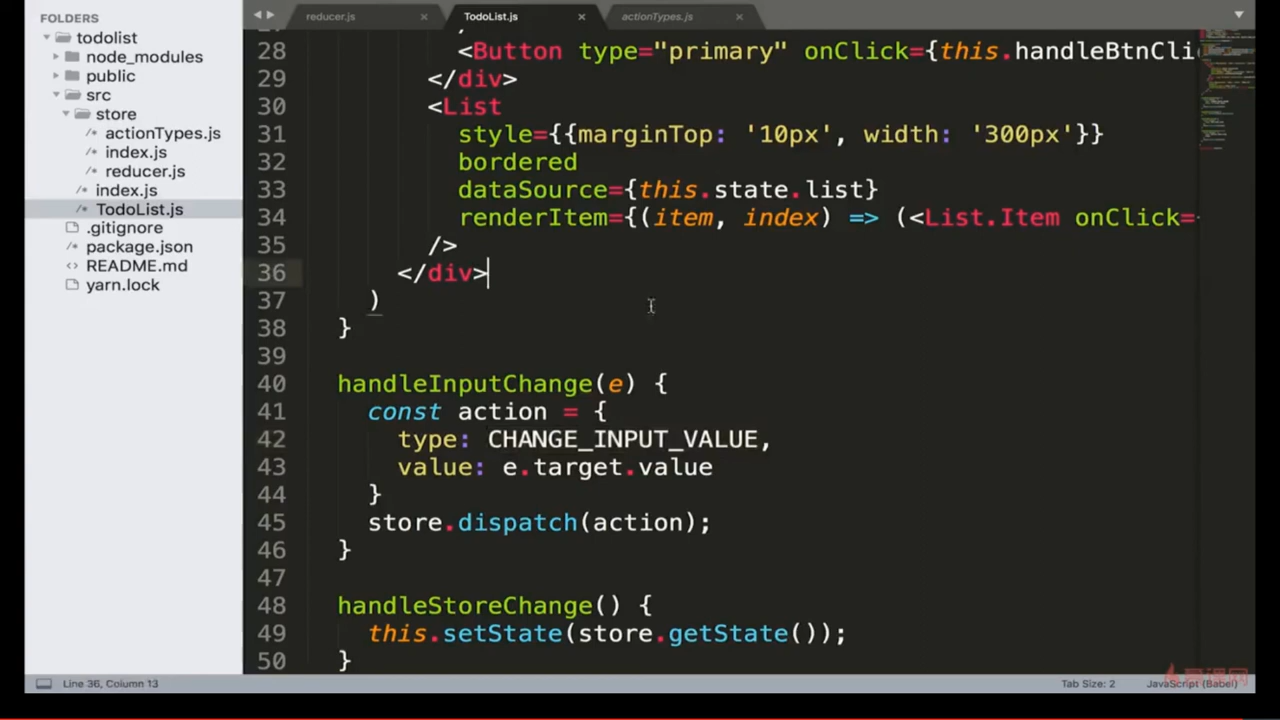 FOLDERS
todolist
node_modules
public
src
store
actionTypes.js
index.js
reducer.js
index.js
TodoList.js
.gitignore
package.json
README.md
yarn.lock
reducer.js
TodoList.js
actionTypes.js
28 <Button type="primary" onClick={this.handleBtnCli
29 </div>
30 <List
31 style={{marginTop: '10px', width: '300px'}}
32 bordered
33 dataSource={this.state.list}
34 renderItem={(item, index) => (<List.Item onClick=
35 />
36 </div>
37 )
38 }
39
40 handleInputChange(e) {
41 const action = {
42 type: CHANGE_INPUT_VALUE,
43 value: e.target.value
44 }
45 store.dispatch(action);
46 }
47
48 handleStoreChange() {
49 this.setState(store.getState());
50 }
Line 36, Column 13
Tab Size: 2
JavaScript (Babel)
慕课网